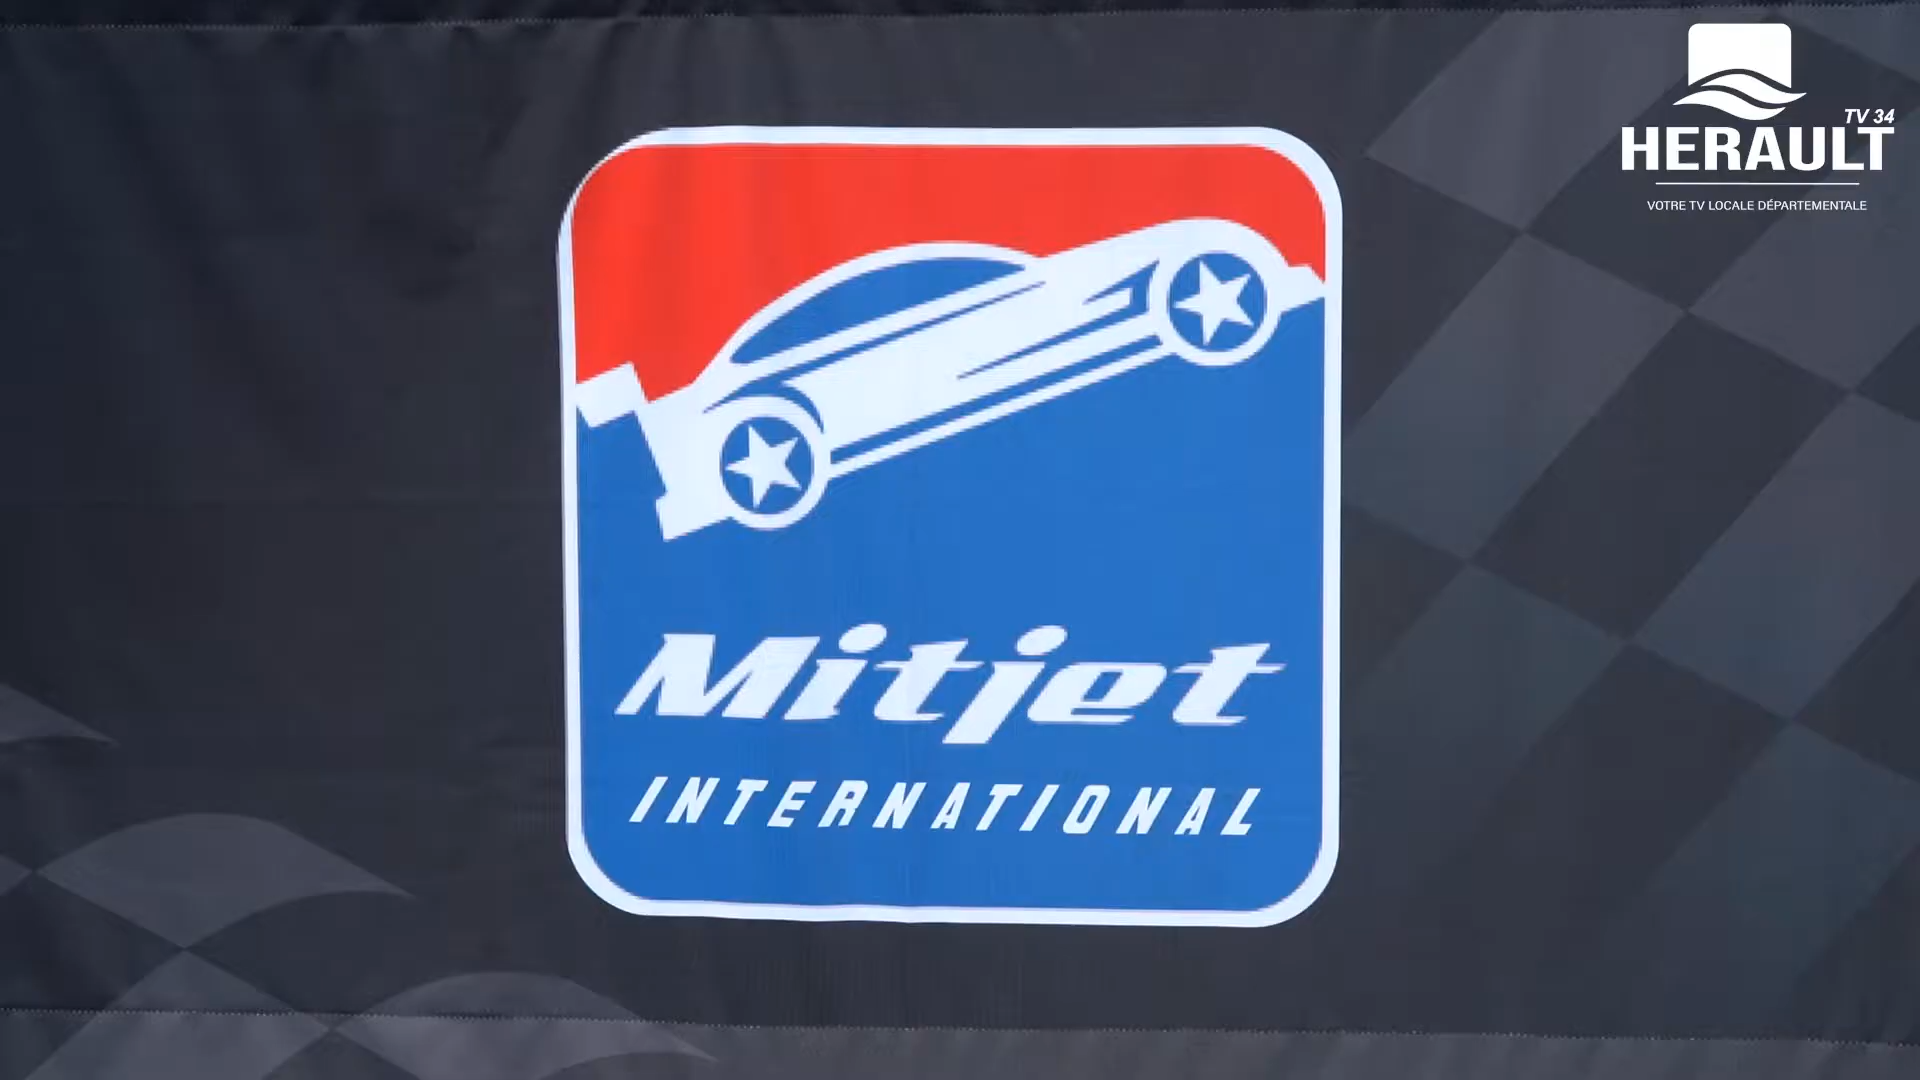 TV 34
HERAULT
VOTRE TV LOCALE DÉPARTEMENTALE
Mitjet
INTERNATIONAL